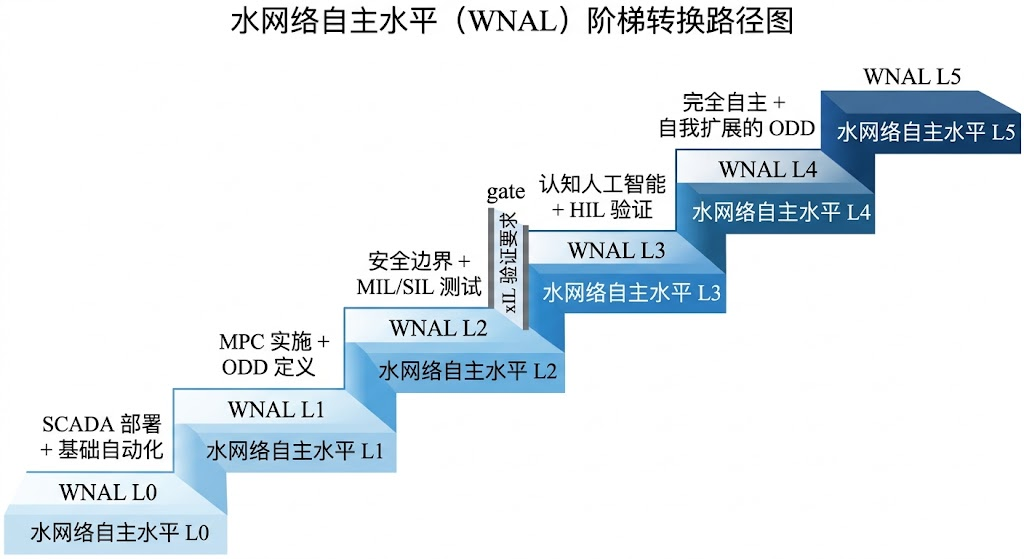 水网络自主水平（WNAL）阶梯转换路径图
SCADA 部署
+ 基础自动化
WNAL L0
水网络自主水平 L0
MPC 实施 +
ODD 定义
WNAL L1
水网络自主水平 L1
安全边界 +
MIL/SIL 测试
WNAL L2
水网络自主水平 L2
gate
xIL 验证要求
认知人工智能
+ HIL 验证
WNAL L3
水网络自主水平 L3
完全自主 +
自我扩展的 ODD
WNAL L4
水网络自主水平 L4
WNAL L5
水网络自主水平 L5